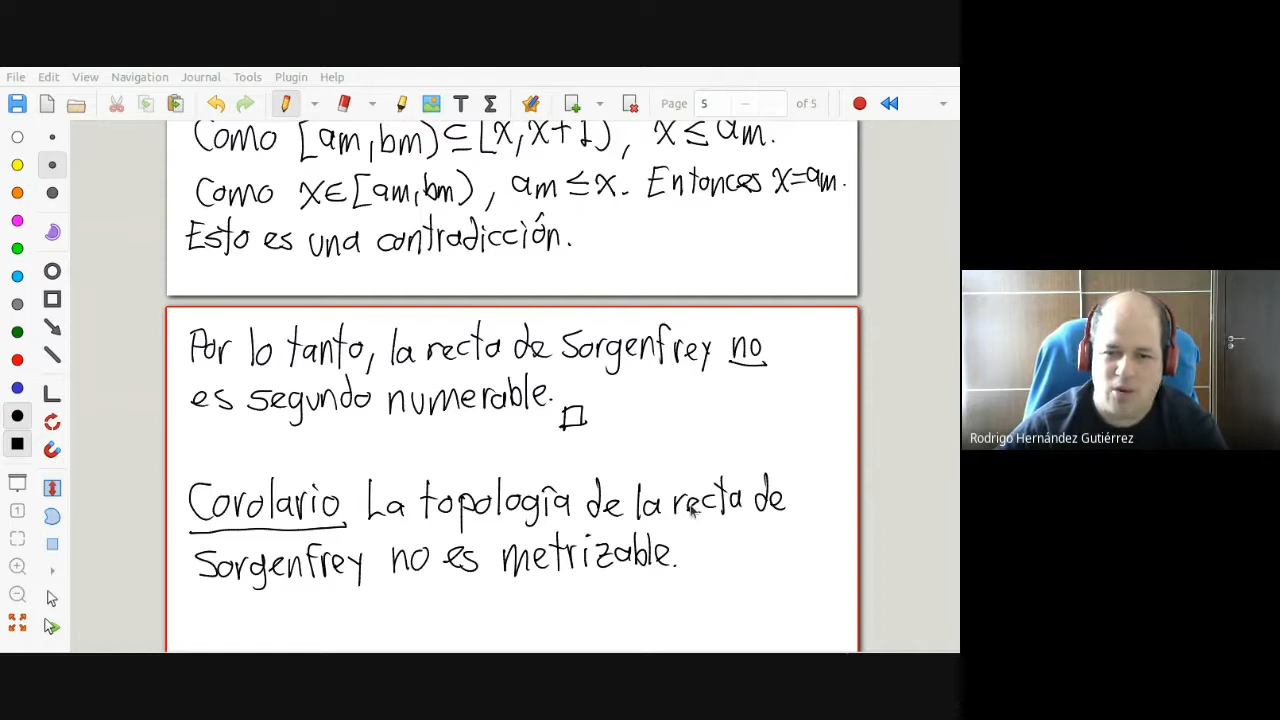 File Edit View Navigation Journal Tools Plugin Help
Page 5 of 5
Como [am, bm) ⊆ [x, x+1), x ≤ am.
Como x ∈ [am, bm), am ≤ x. Entonces x = am.
Esto es una contradicción.
Por lo tanto, la recta de Sorgenfrey no
es segundo numerable. □
Corolario La topología de la recta de
Sorgenfrey no es metrizable.
Rodrigo Hernández Gutiérrez